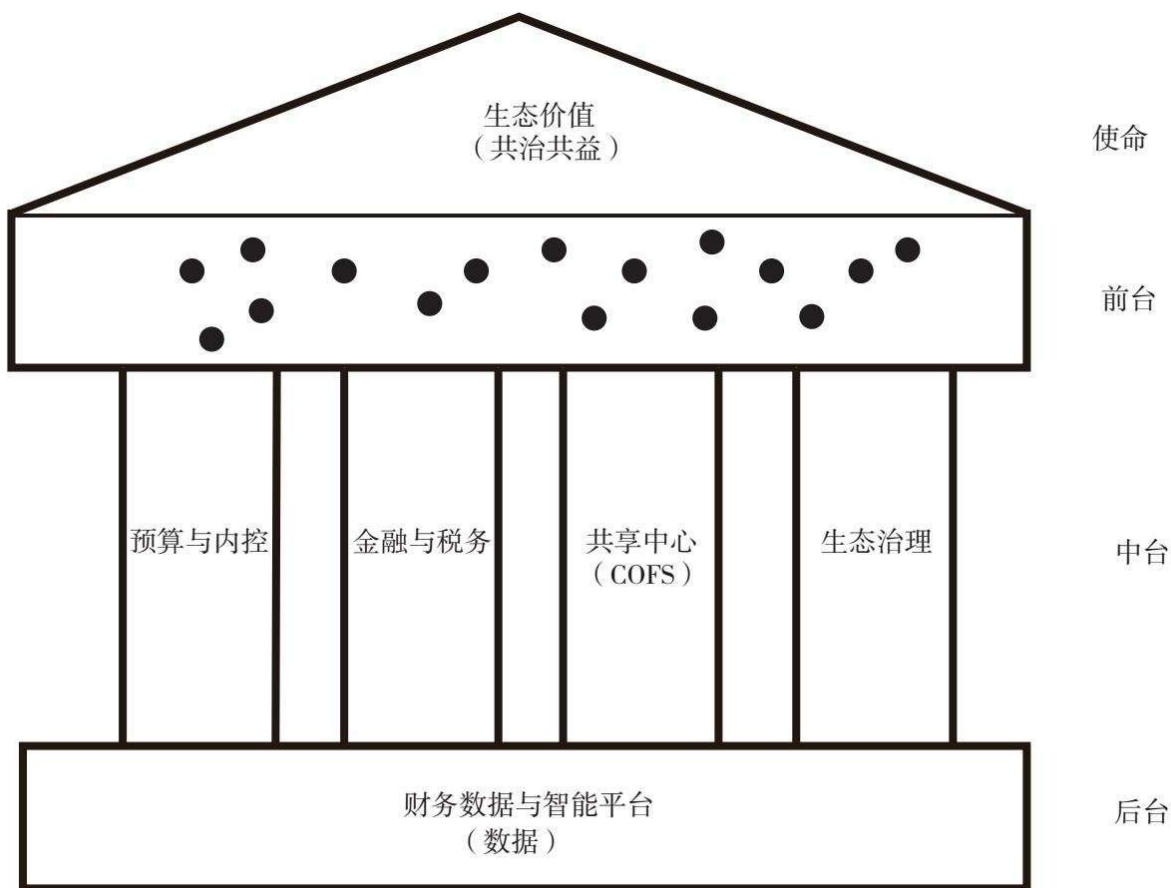 生态价值
（共治共益）
使命
前台
预算与内控
金融与税务
共享中心
（COFS）
生态治理
中台
财务数据与智能平台
（数据）
后台